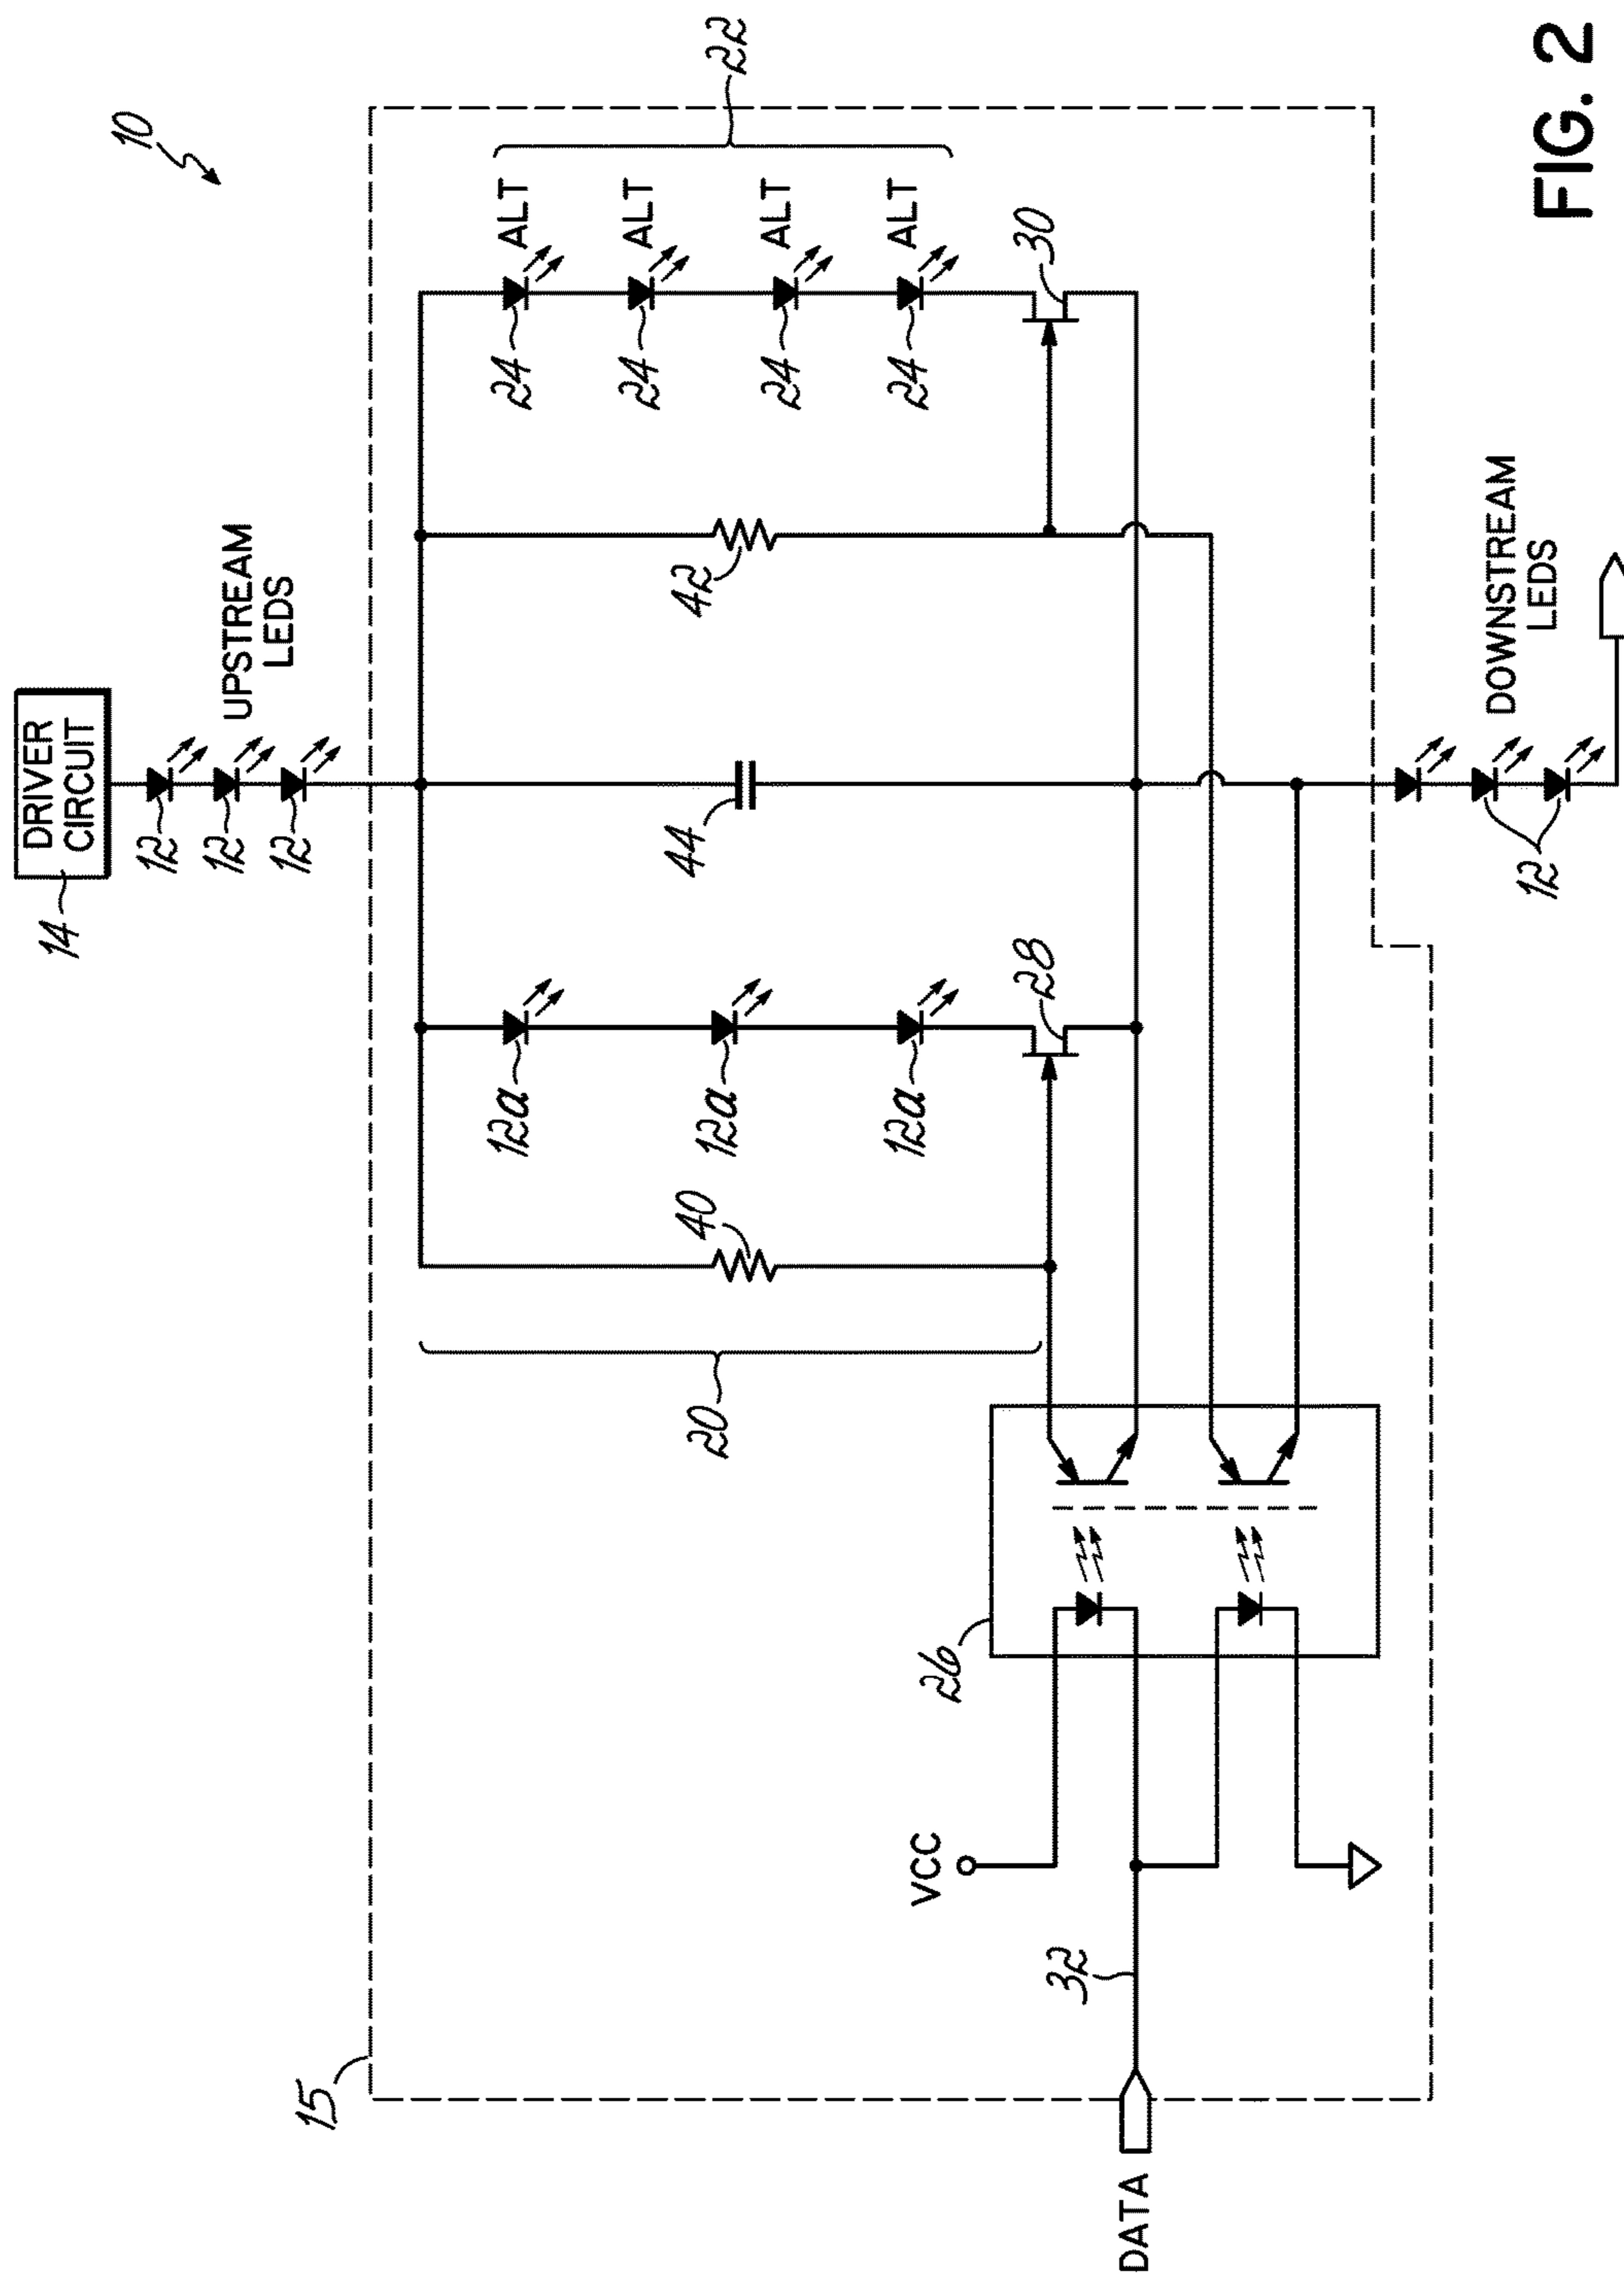 10
14
DRIVER
CIRCUIT
12
12
12
UPSTREAM
LEDS
15
20
40
12a
12a
12a
28
44
42
24
24
24
24
ALT
ALT
ALT
ALT
22
30
26
VCC
32
DATA
12
DOWNSTREAM
LEDS
FIG. 2